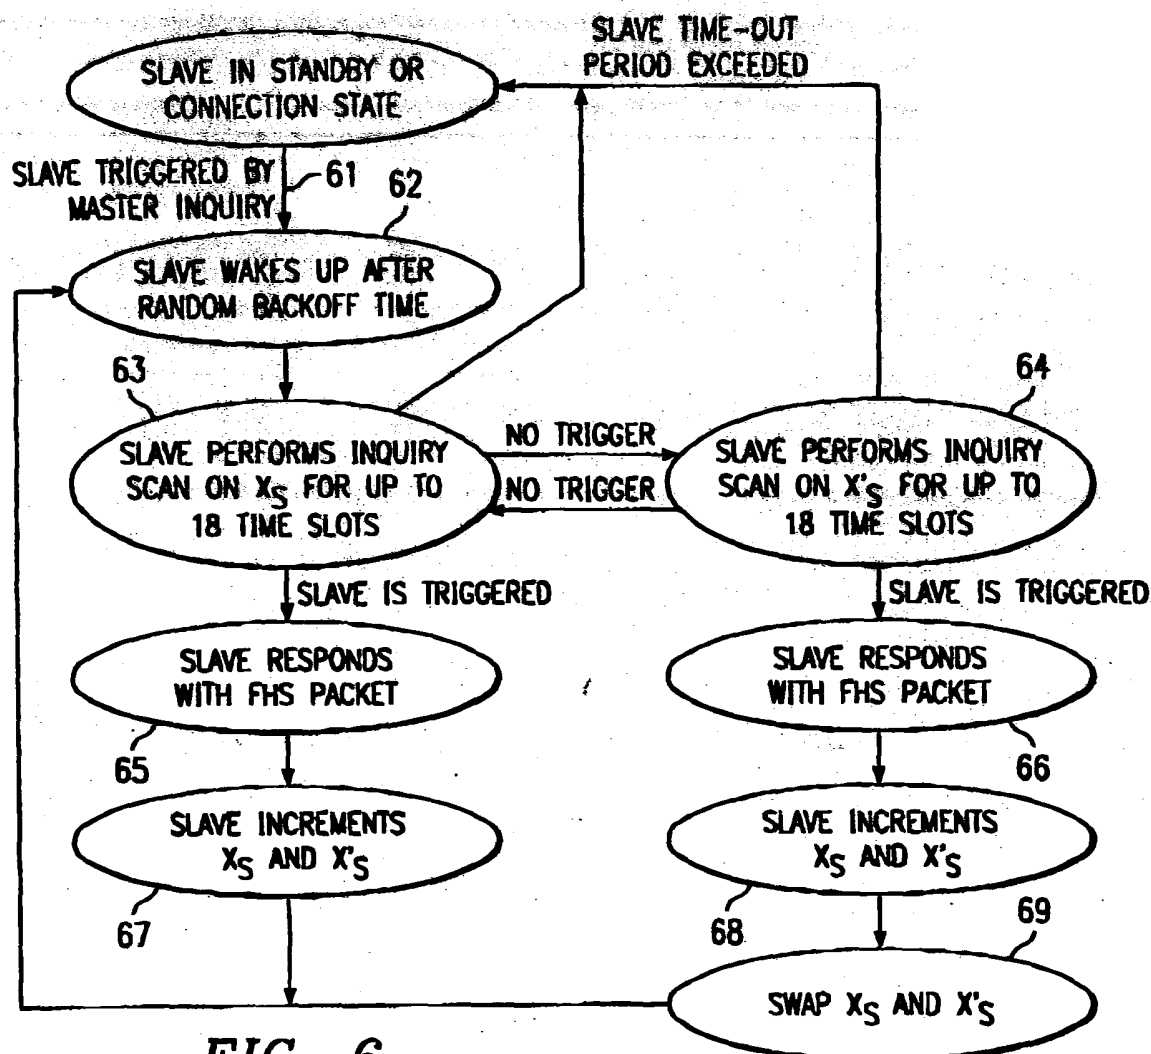 SLAVE TIME-OUT
PERIOD EXCEEDED
SLAVE IN STANDBY OR
CONNECTION STATE
SLAVE TRIGGERED BY
MASTER INQUIRY
61
62
SLAVE WAKES UP AFTER
RANDOM BACKOFF TIME
63
64
SLAVE PERFORMS INQUIRY
SCAN ON XS FOR UP TO
18 TIME SLOTS
NO TRIGGER
NO TRIGGER
SLAVE PERFORMS INQUIRY
SCAN ON X'S FOR UP TO
18 TIME SLOTS
SLAVE IS TRIGGERED
SLAVE IS TRIGGERED
SLAVE RESPONDS
WITH FHS PACKET
65
SLAVE RESPONDS
WITH FHS PACKET
66
SLAVE INCREMENTS
XS AND X'S
67
SLAVE INCREMENTS
XS AND X'S
68
69
SWAP XS AND X'S
FIG. 6